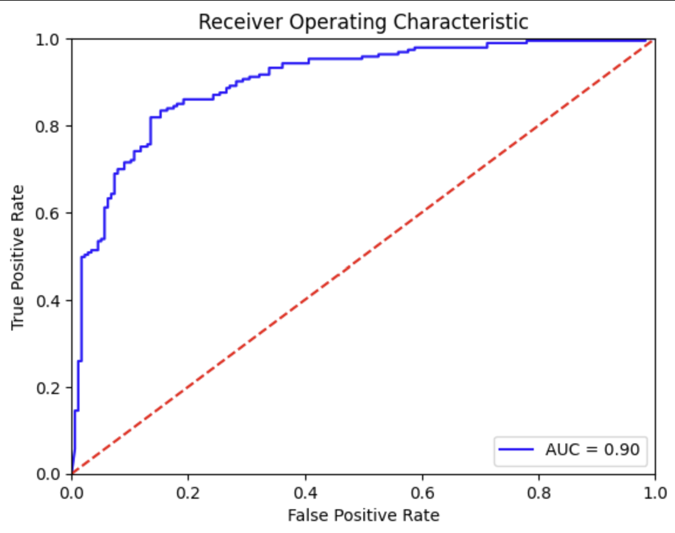 Receiver Operating Characteristic
1.0
0.8
0.6
0.4
0.2
0.0
True Positive Rate
AUC = 0.90
0.0 0.2 0.4 0.6 0.8 1.0
False Positive Rate